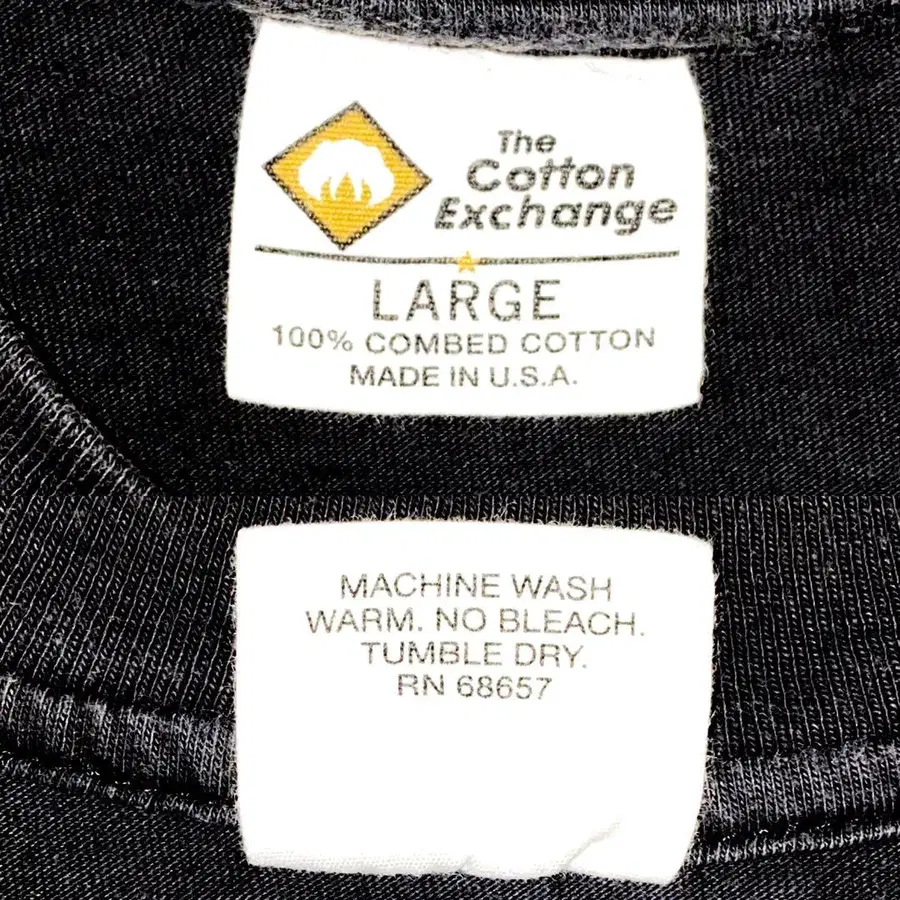 The
Cotton
Exchange
LARGE
100% COMBED COTTON
MADE IN U.S.A.
MACHINE WASH
WARM. NO BLEACH.
TUMBLE DRY.
RN 68657